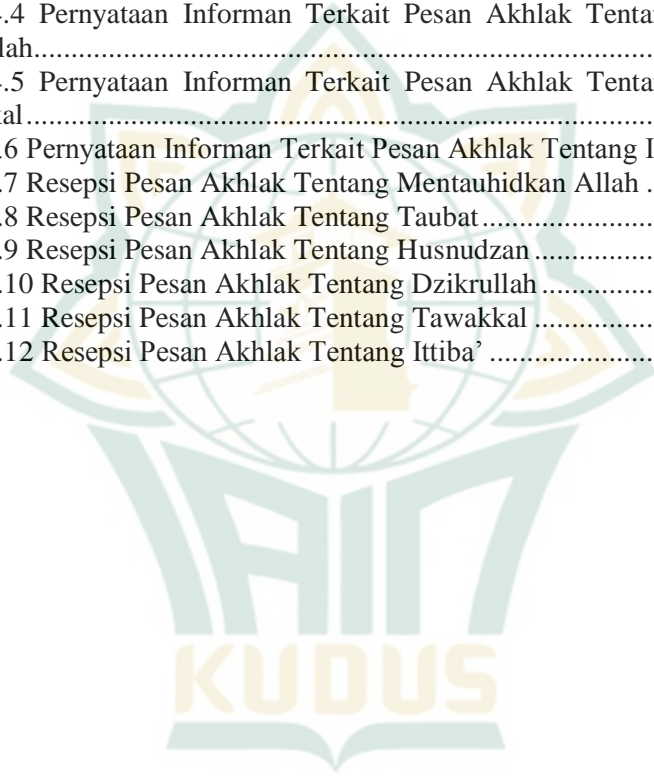 .4 Pernyataan Informan Terkait Pesan Akhlak Tenta
lah......................................................................................................
.5 Pernyataan Informan Terkait Pesan Akhlak Tenta
kal.......................................................................................................
.6 Pernyataan Informan Terkait Pesan Akhlak Tentang I
.7 Resepsi Pesan Akhlak Tentang Mentauhidkan Allah .
.8 Resepsi Pesan Akhlak Tentang Taubat............................
.9 Resepsi Pesan Akhlak Tentang Husnudzan....................
.10 Resepsi Pesan Akhlak Tentang Dzikrullah...................
.11 Resepsi Pesan Akhlak Tentang Tawakkal ....................
.12 Resepsi Pesan Akhlak Tentang Ittiba’ ...........................
IAIN
KUDUS